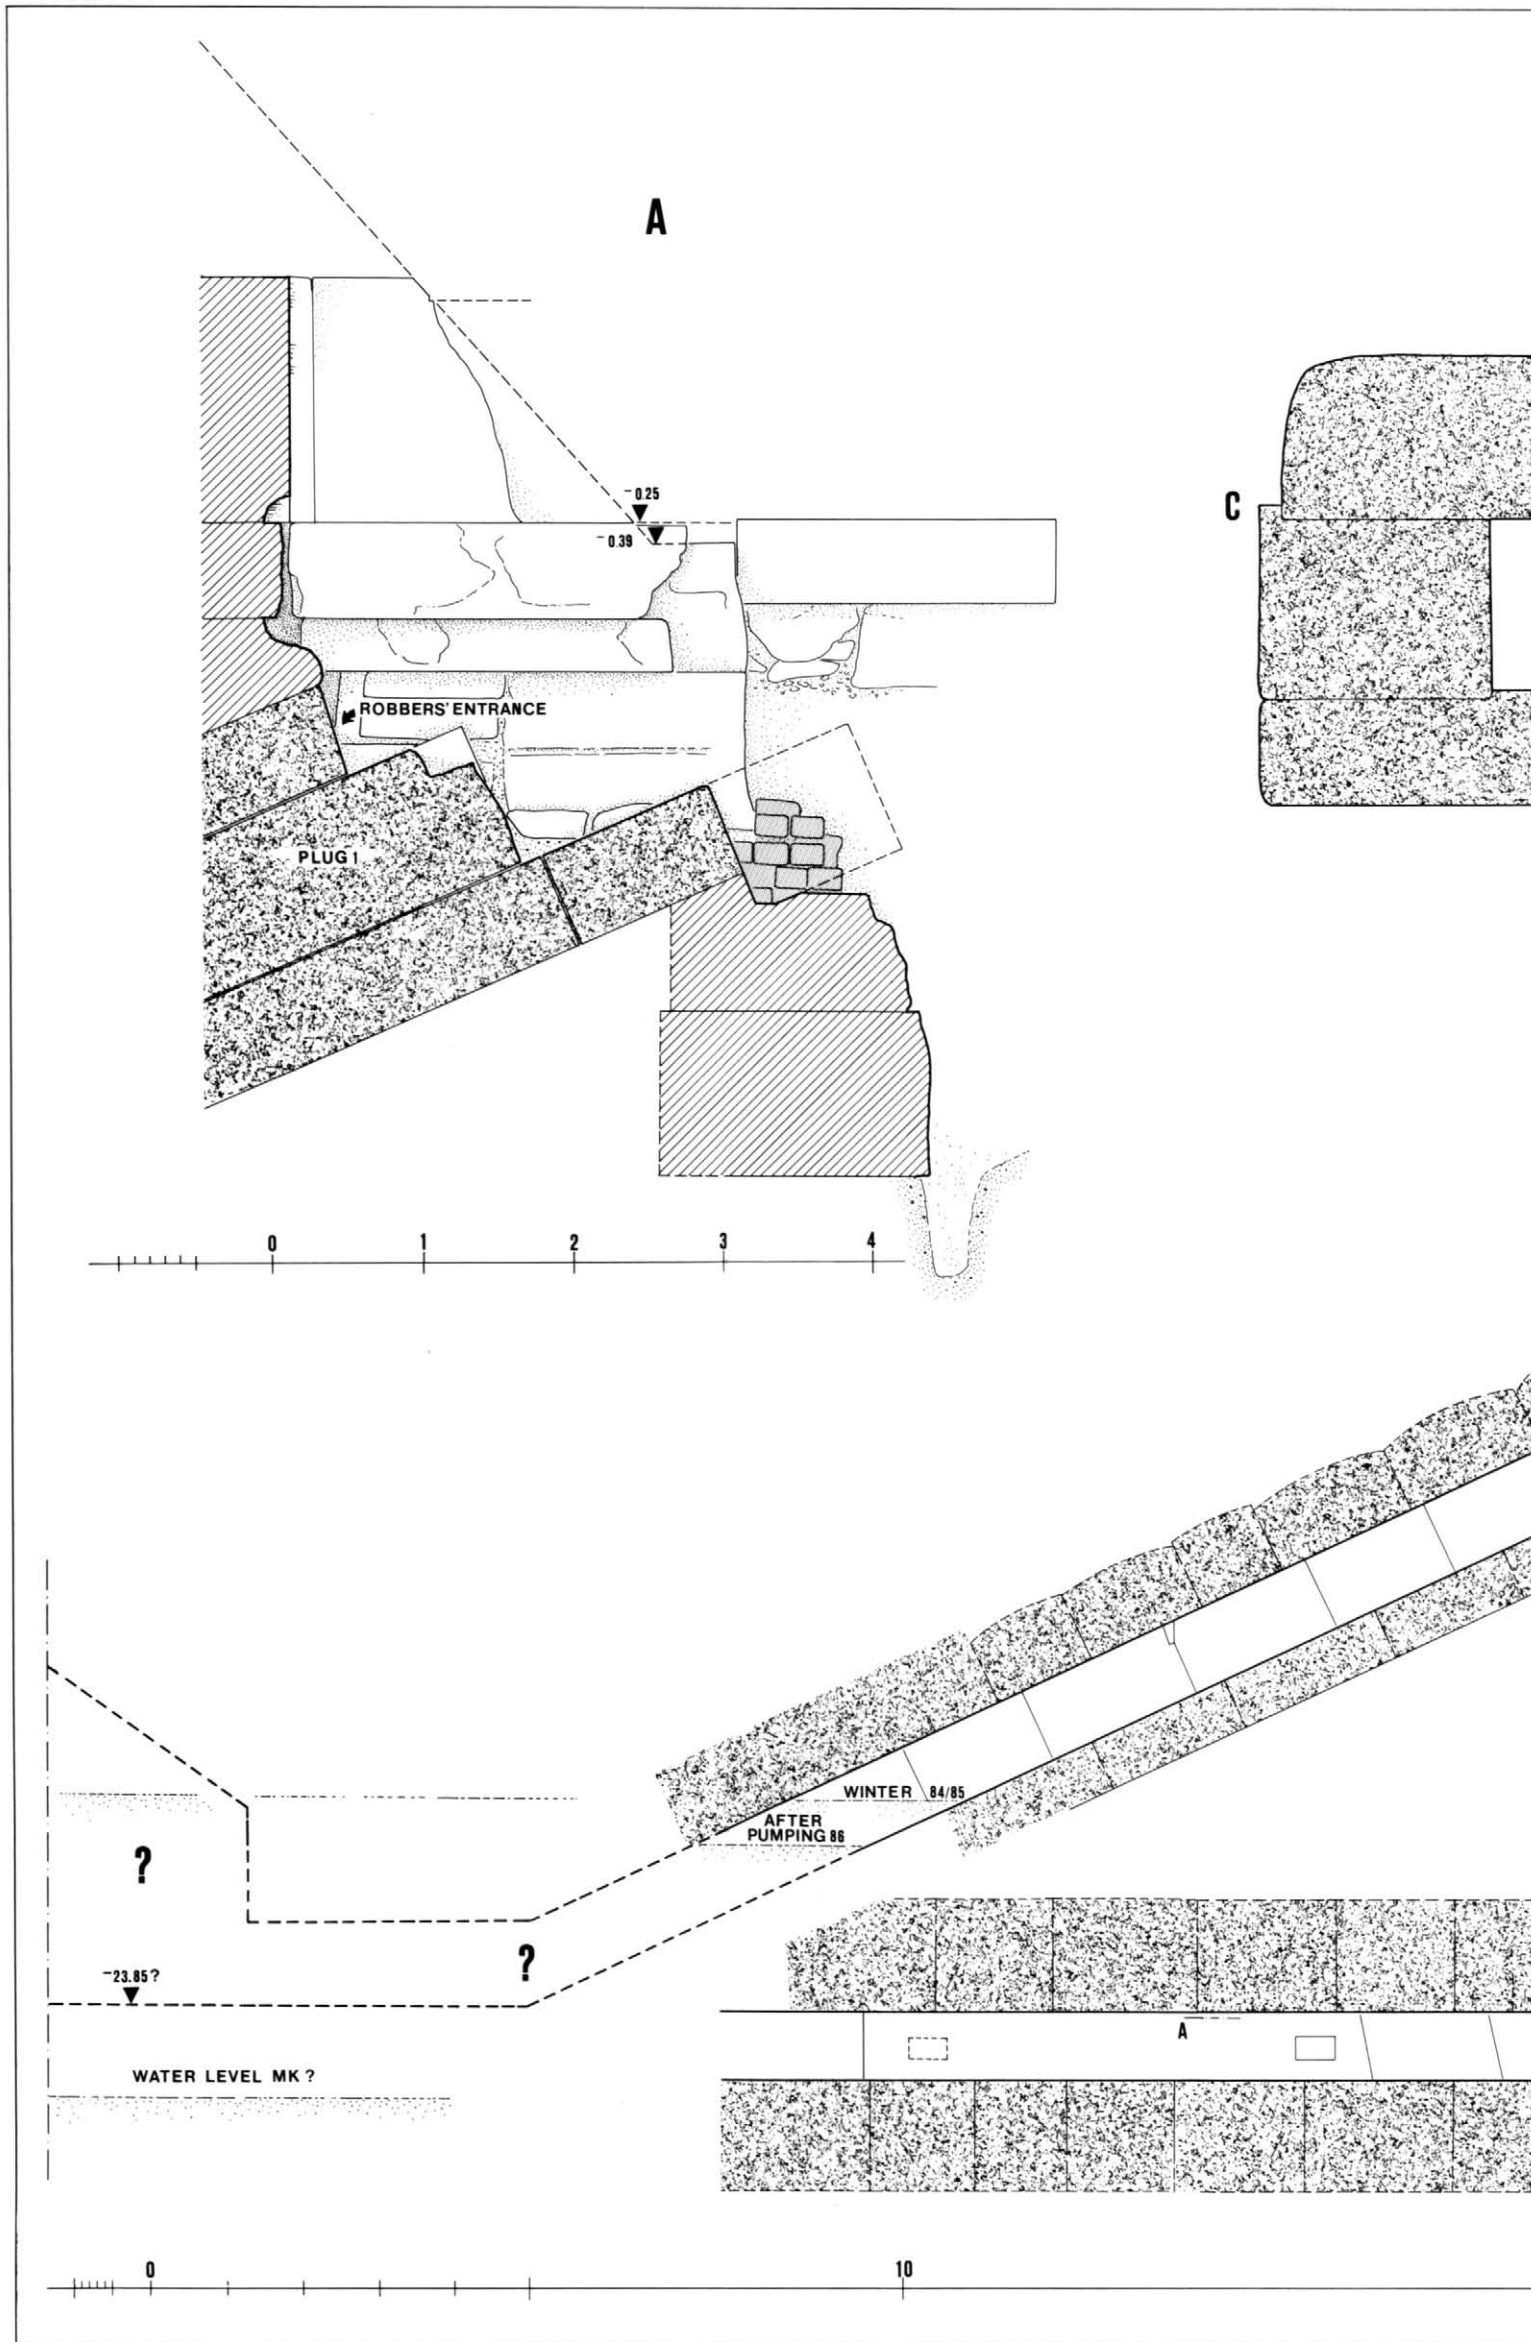 A
C
-0.25
-0.39
ROBBERS' ENTRANCE
PLUG 1
0 1 2 3 4
WINTER 84/85
AFTER
PUMPING 86
?
?
-23.85?
A
WATER LEVEL MK ?
0 10